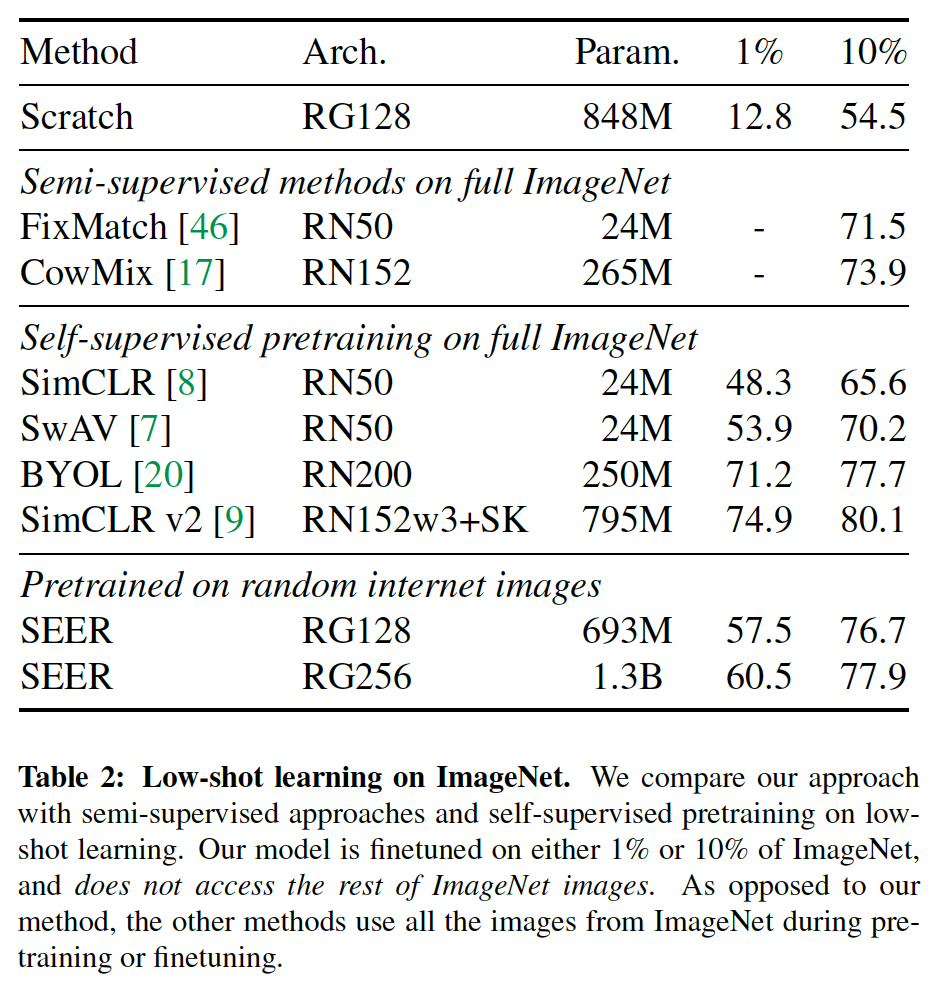 Method Arch. Param. 1% 10%
Scratch RG128 848M 12.8 54.5
Semi-supervised methods on full ImageNet
FixMatch [46] RN50 24M - 71.5
CowMix [17] RN152 265M - 73.9
Self-supervised pretraining on full ImageNet
SimCLR [8] RN50 24M 48.3 65.6
SwAV [7] RN50 24M 53.9 70.2
BYOL [20] RN200 250M 71.2 77.7
SimCLR v2 [9] RN152w3+SK 795M 74.9 80.1
Pretrained on random internet images
SEER RG128 693M 57.5 76.7
SEER RG256 1.3B 60.5 77.9
Table 2: Low-shot learning on ImageNet. We compare our approach
with semi-supervised approaches and self-supervised pretraining on low-
shot learning. Our model is finetuned on either 1% or 10% of ImageNet,
and does not access the rest of ImageNet images. As opposed to our
method, the other methods use all the images from ImageNet during pre-
training or finetuning.